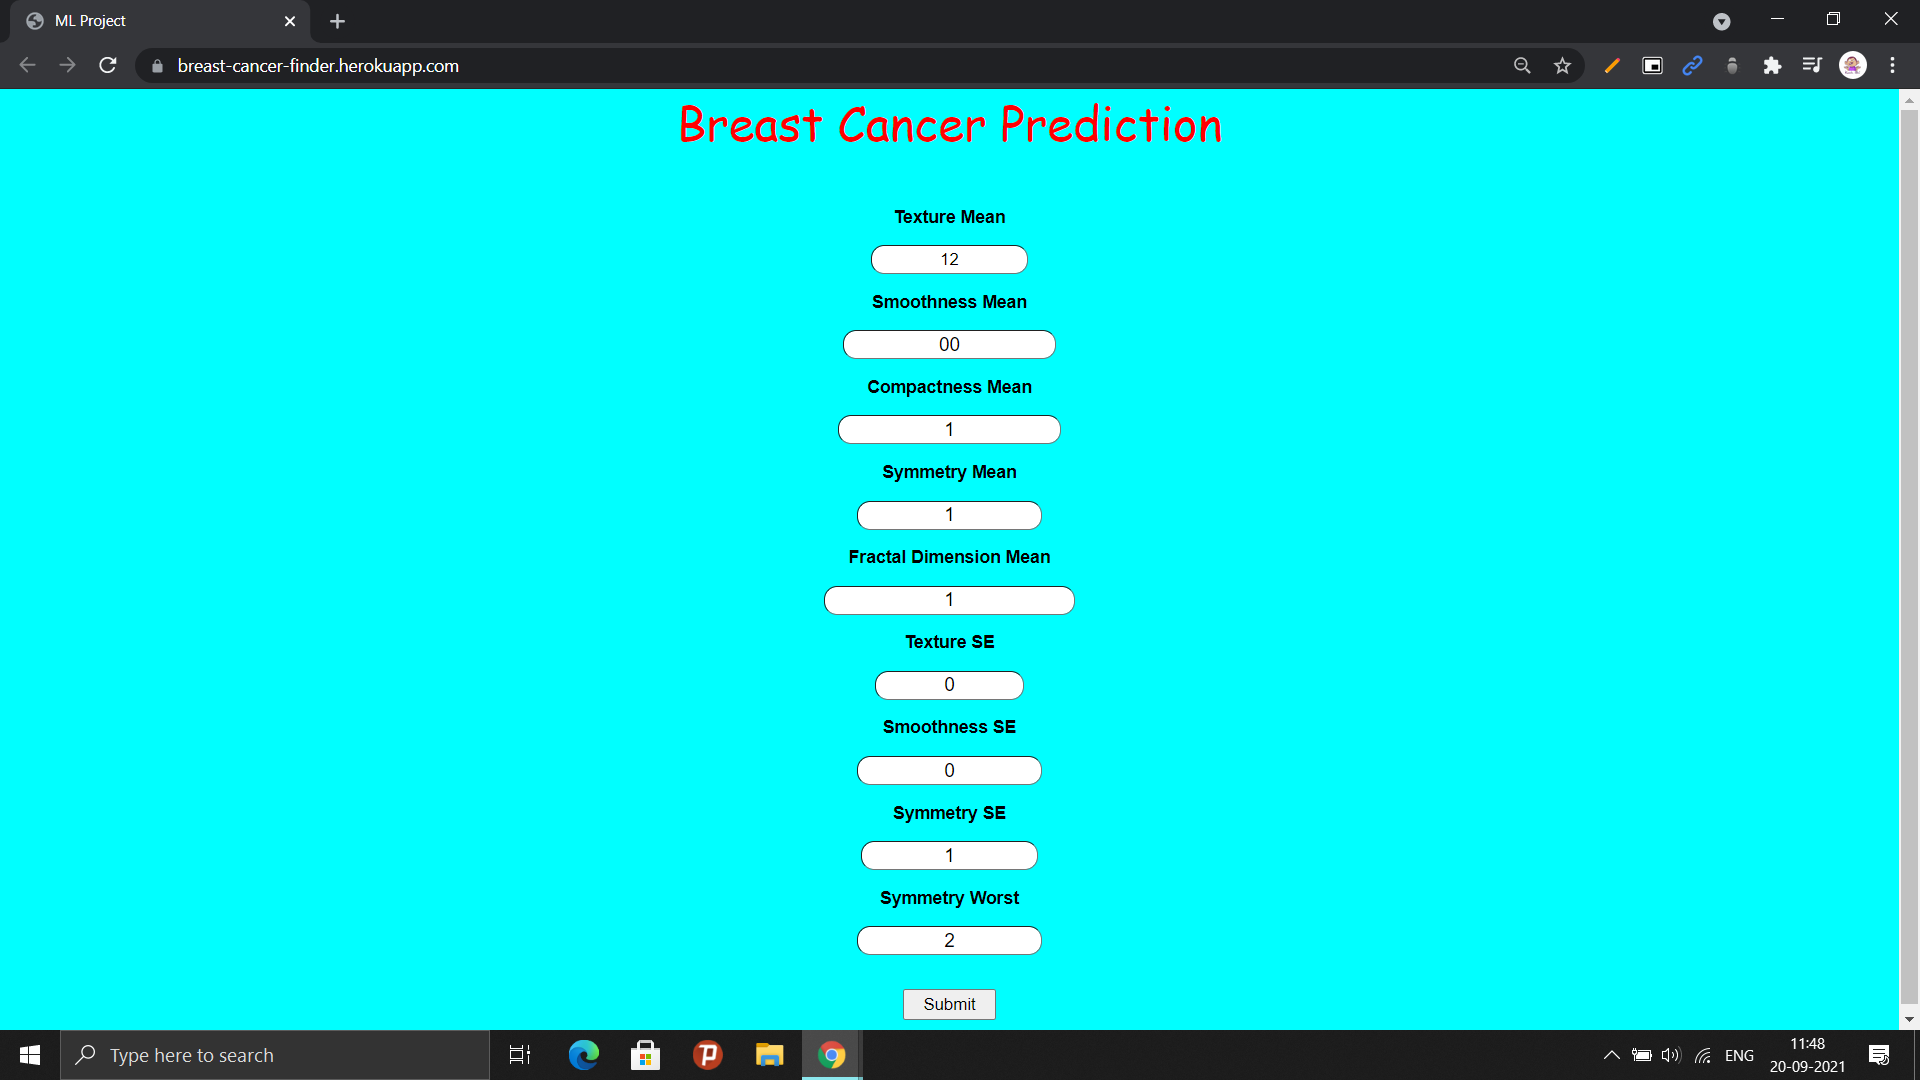 ML Project
breast-cancer-finder.herokuapp.com
Breast Cancer Prediction
Texture Mean
12
Smoothness Mean
00
Compactness Mean
1
Symmetry Mean
1
Fractal Dimension Mean
1
Texture SE
0
Smoothness SE
0
Symmetry SE
1
Symmetry Worst
2
Submit
Type here to search
ENG
11:48
20-09-2021